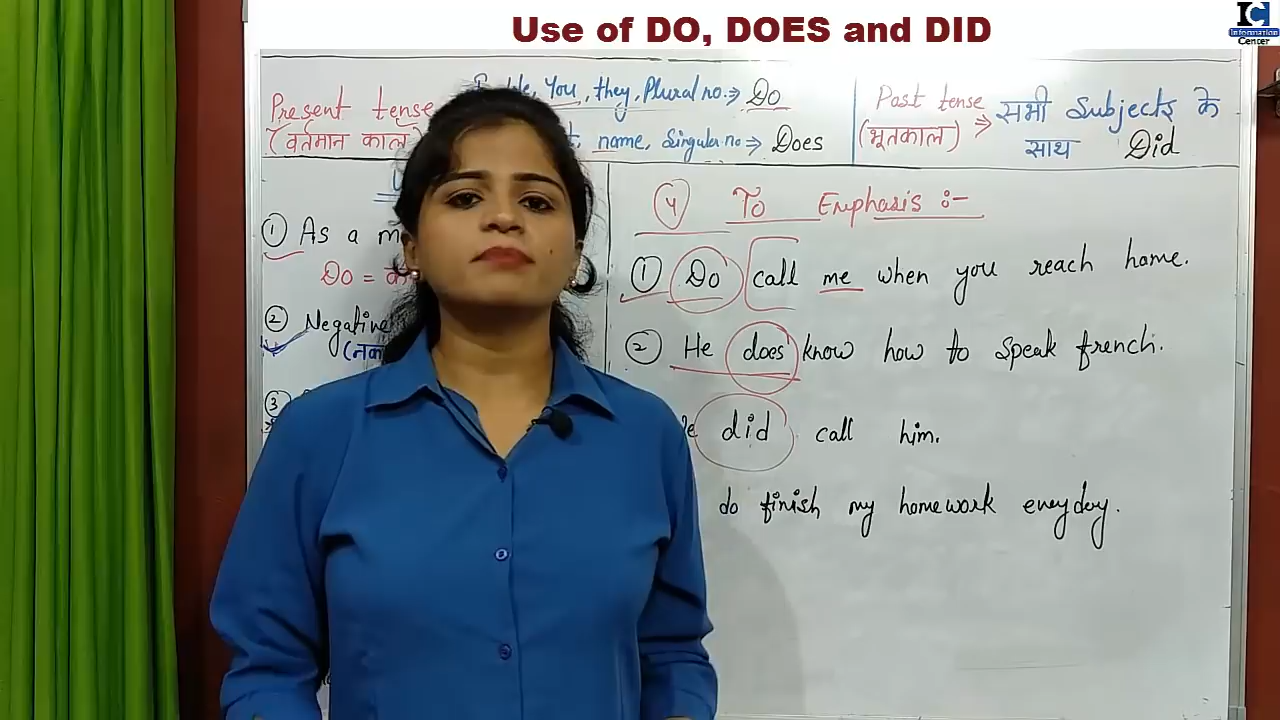 Use of DO, DOES and DID
IC
Information
Center
Present tense
(वर्तमान काल)
You, they, Plural no. ⇒ Do
name, Singular no ⇒ Does
Past tense
(भूतकाल)
⇒ सभी Subjects के
साथ Did
① As a m
Do =
② Negative
③
④ To Emphasis :-
① Do call me when you reach home.
② He does know how to speak french.
did call him.
do finish my homework everyday.